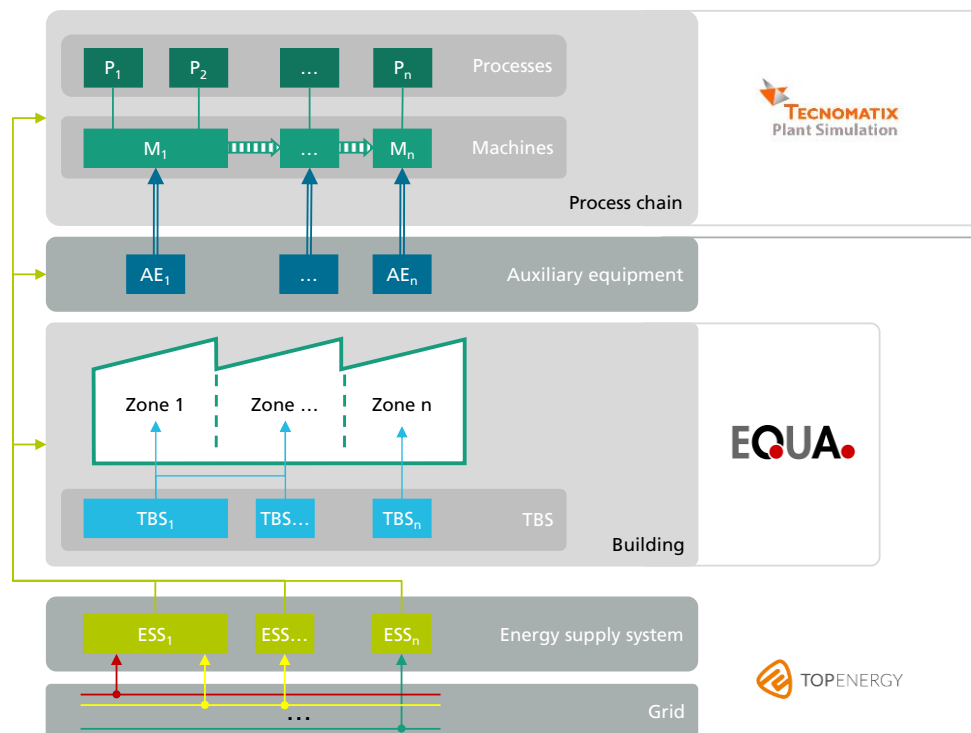 P1 P2 … Pn Processes
TECNOMATIX
Plant Simulation
M1 … Mn Machines
Process chain
AE1 … AEn Auxiliary equipment
Zone 1 Zone … Zone n
EQUA.
TBS1 TBS… TBSn TBS
Building
ESS1 ESS… ESSn Energy supply system
TOPENERGY
… Grid